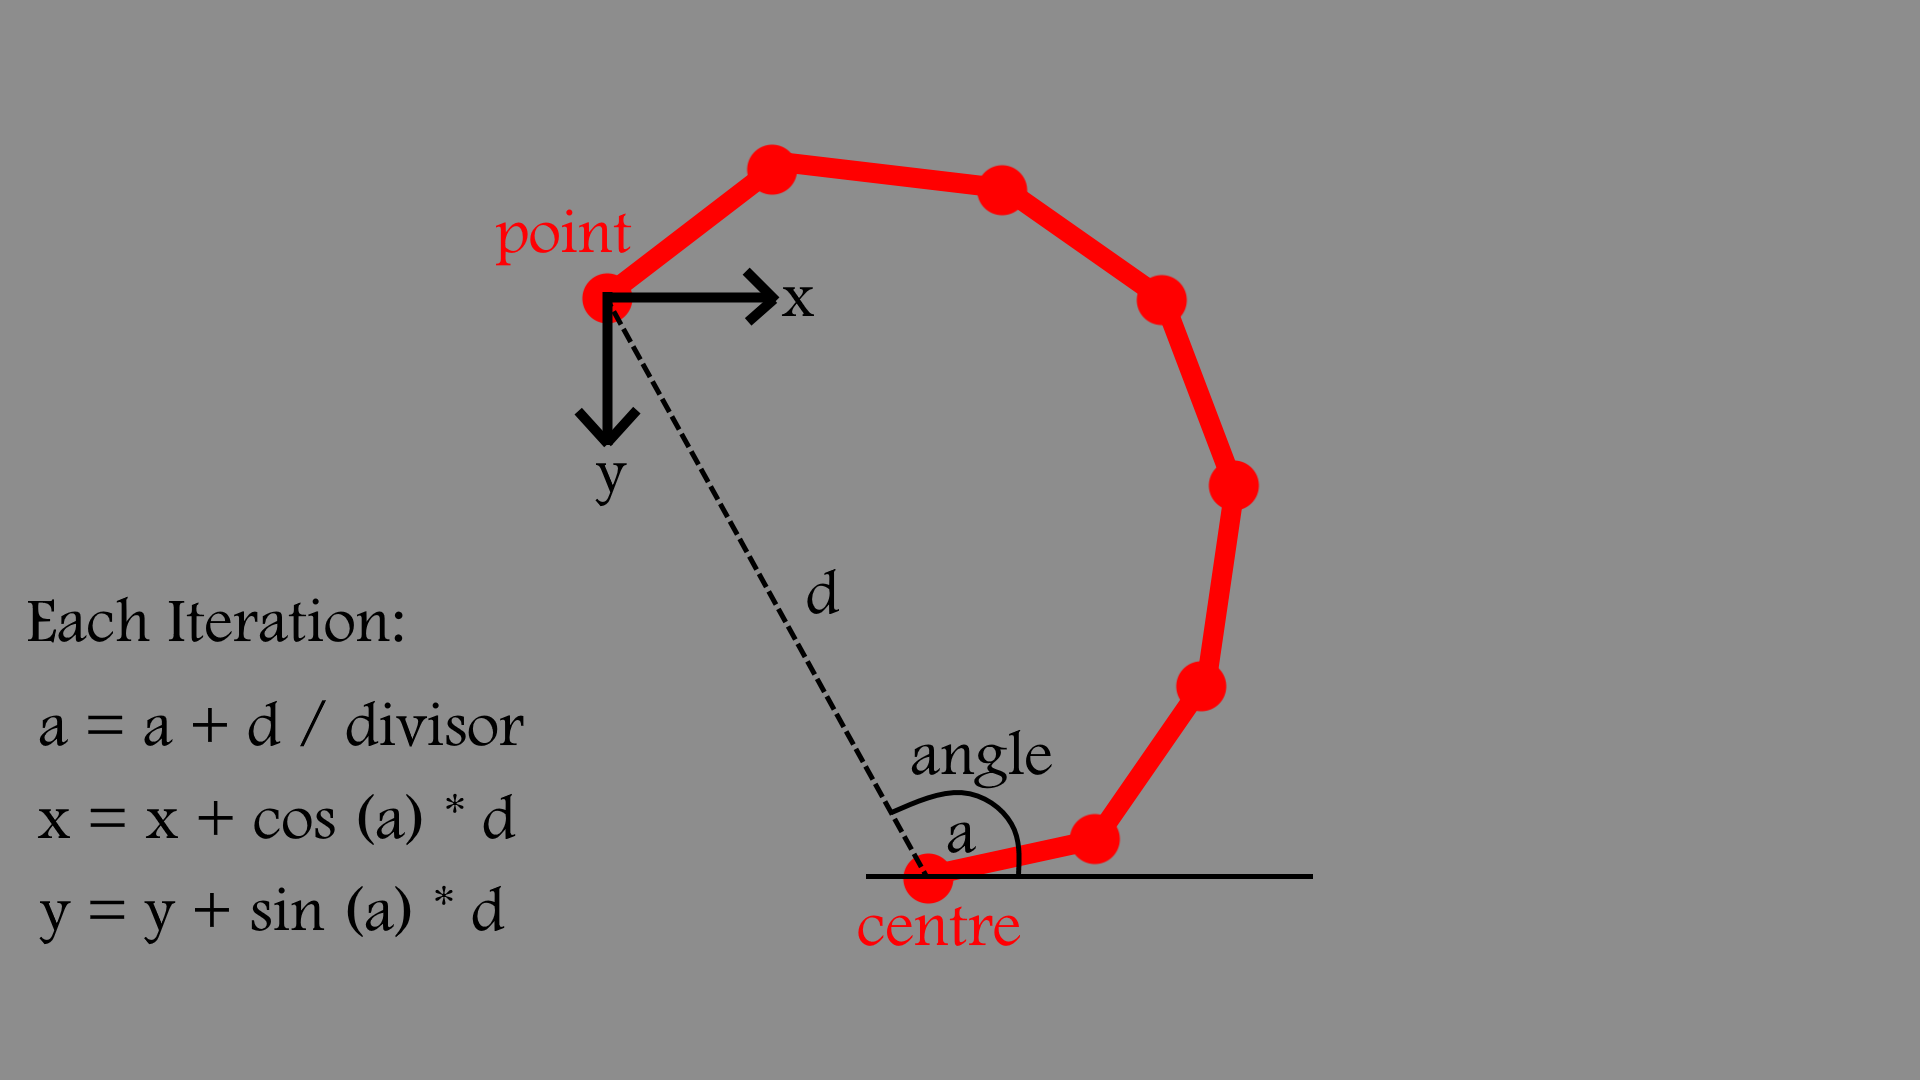 point
x
y
d
Each Iteration:
a = a + d / divisor
x = x + cos (a) * d
y = y + sin (a) * d
angle
a
centre